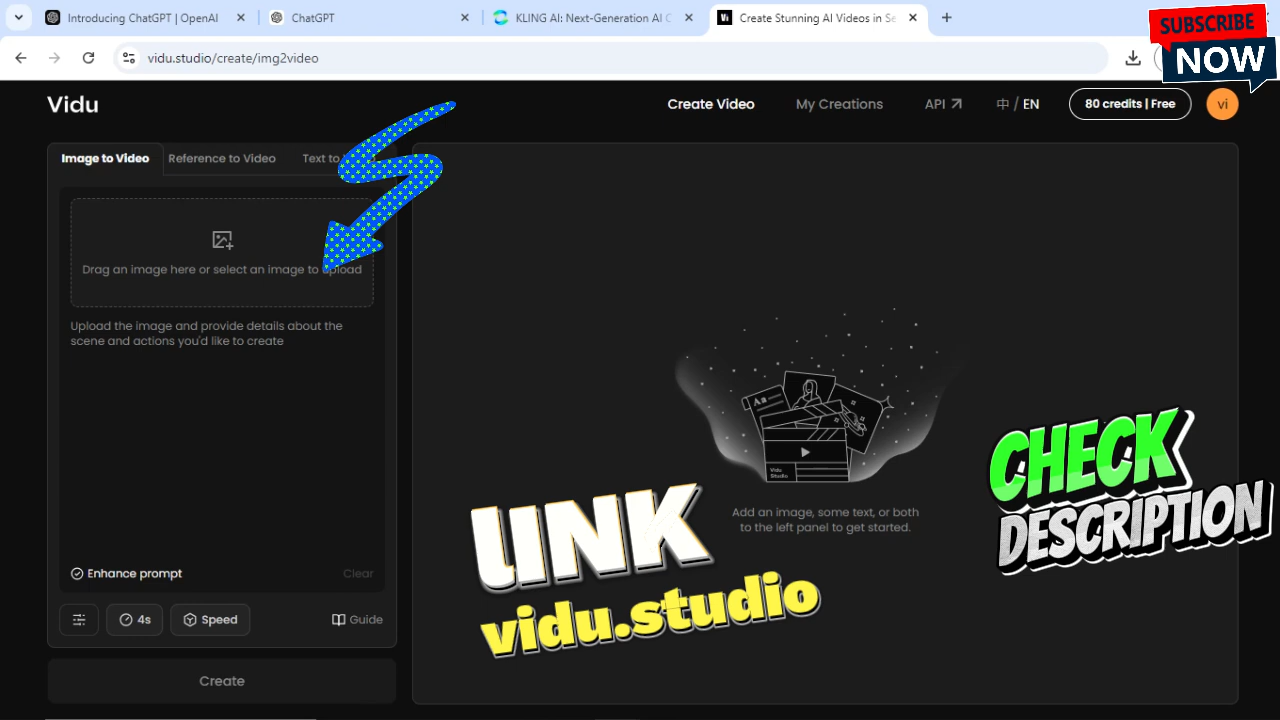 Introducing ChatGPT | OpenAI
ChatGPT
KLING AI: Next-Generation AI C
Create Stunning AI Videos in Se
vidu.studio/create/img2video
SUBSCRIBE
NOW
Vidu
Create Video
My Creations
API
中 / EN
80 credits | Free
vi
Image to Video
Reference to Video
Text to
Drag an image here or select an image to upload
Upload the image and provide details about the
scene and actions you'd like to create
Aa
Vidu
Studio
Add an image, some text, or both
to the left panel to get started.
LINK
vidu.studio
CHECK
DESCRIPTION
Enhance prompt
Clear
4s
Speed
Guide
Create